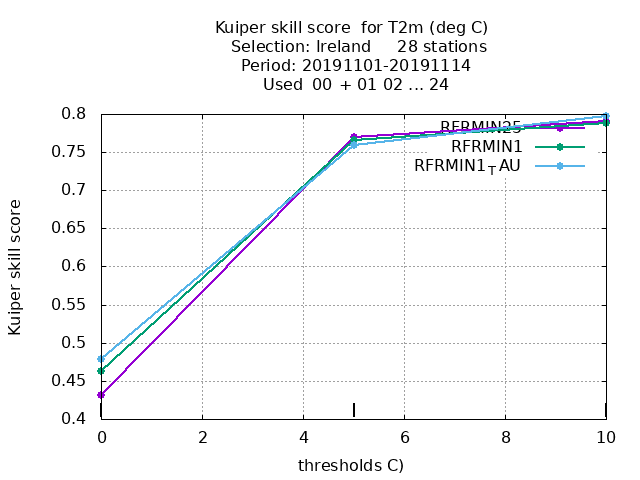 Kuiper skill score for T2m (deg C)
Selection: Ireland 28 stations
Period: 20191101-20191114
Used 00 + 01 02 ... 24
RFRMIN25
RFRMIN1
RFRMIN1TAU
Kuiper skill score
0.8
0.75
0.7
0.65
0.6
0.55
0.5
0.45
0.4
0 2 4 6 8 10
thresholds C)